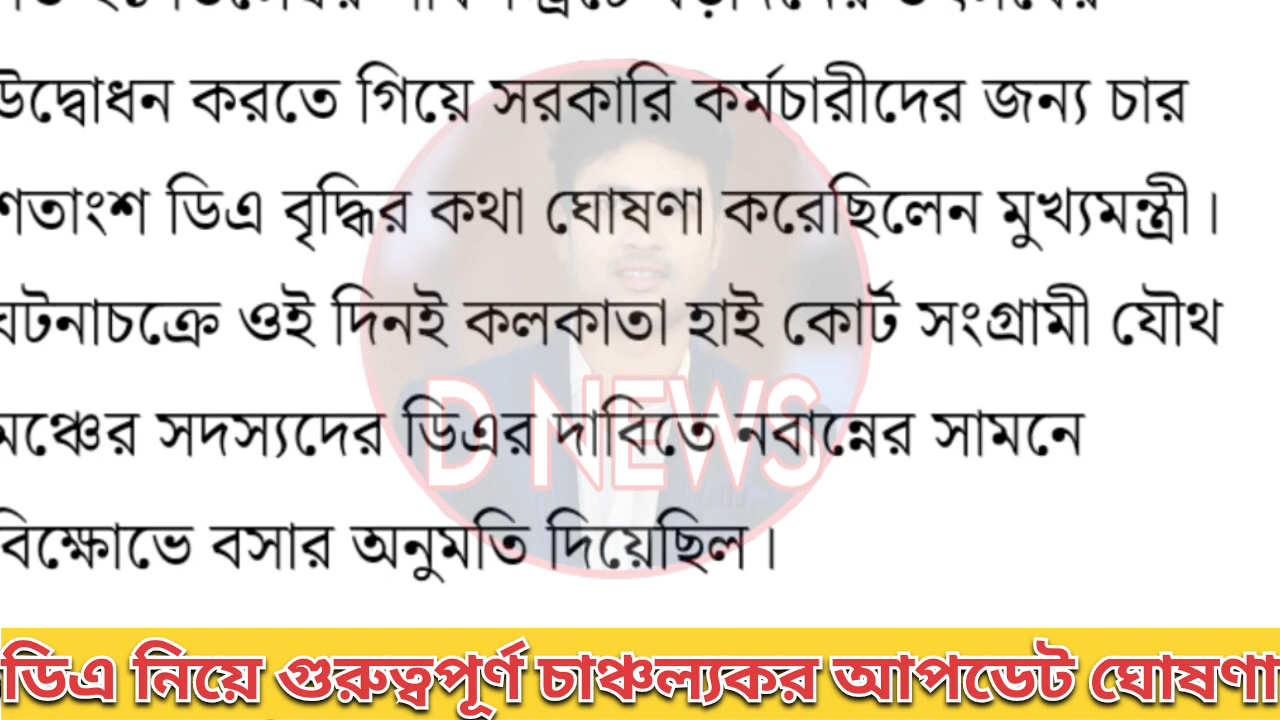 উদ্বোধন করতে গিয়ে সরকারি কর্মচারীদের জন্য চার
শতাংশ ডিএ বৃদ্ধির কথা ঘোষণা করেছিলেন মুখ্যমন্ত্রী।
ঘটনাচক্রে ওই দিনই কলকাতা হাই কোর্ট সংগ্রামী যৌথ
মঞ্চের সদস্যদের ডিএর দাবিতে নবান্নের সামনে
D NEWS
বিক্ষোভে বসার অনুমতি দিয়েছিল।
ডিএ নিয়ে গুরুত্বপূর্ণ চাঞ্চল্যকর আপডেট ঘোষণা